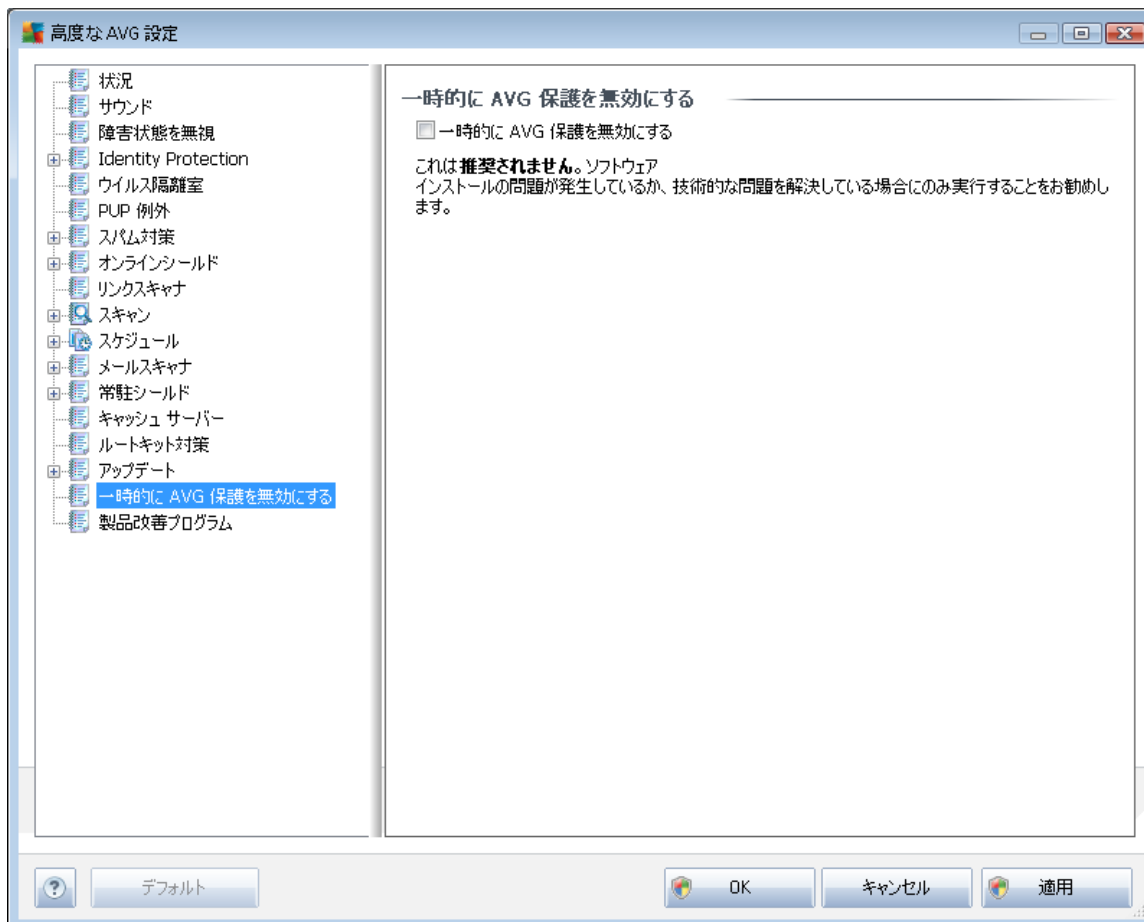 高度な AVG 設定
状況
サウンド
障害状態を無視
Identity Protection
ウイルス隔離室
PUP 例外
スパム対策
オンラインシールド
リンクスキャナ
スキャン
スケジュール
メールスキャナ
常駐シールド
キャッシュ サーバー
ルートキット対策
アップデート
一時的に AVG 保護を無効にする
製品改善プログラム
一時的に AVG 保護を無効にする
一時的に AVG 保護を無効にする
これは推奨されません。ソフトウェア
インストールの問題が発生しているか、技術的な問題を解決している場合にのみ実行することをお勧めし
ます。
?
デフォルト
OK
キャンセル
適用